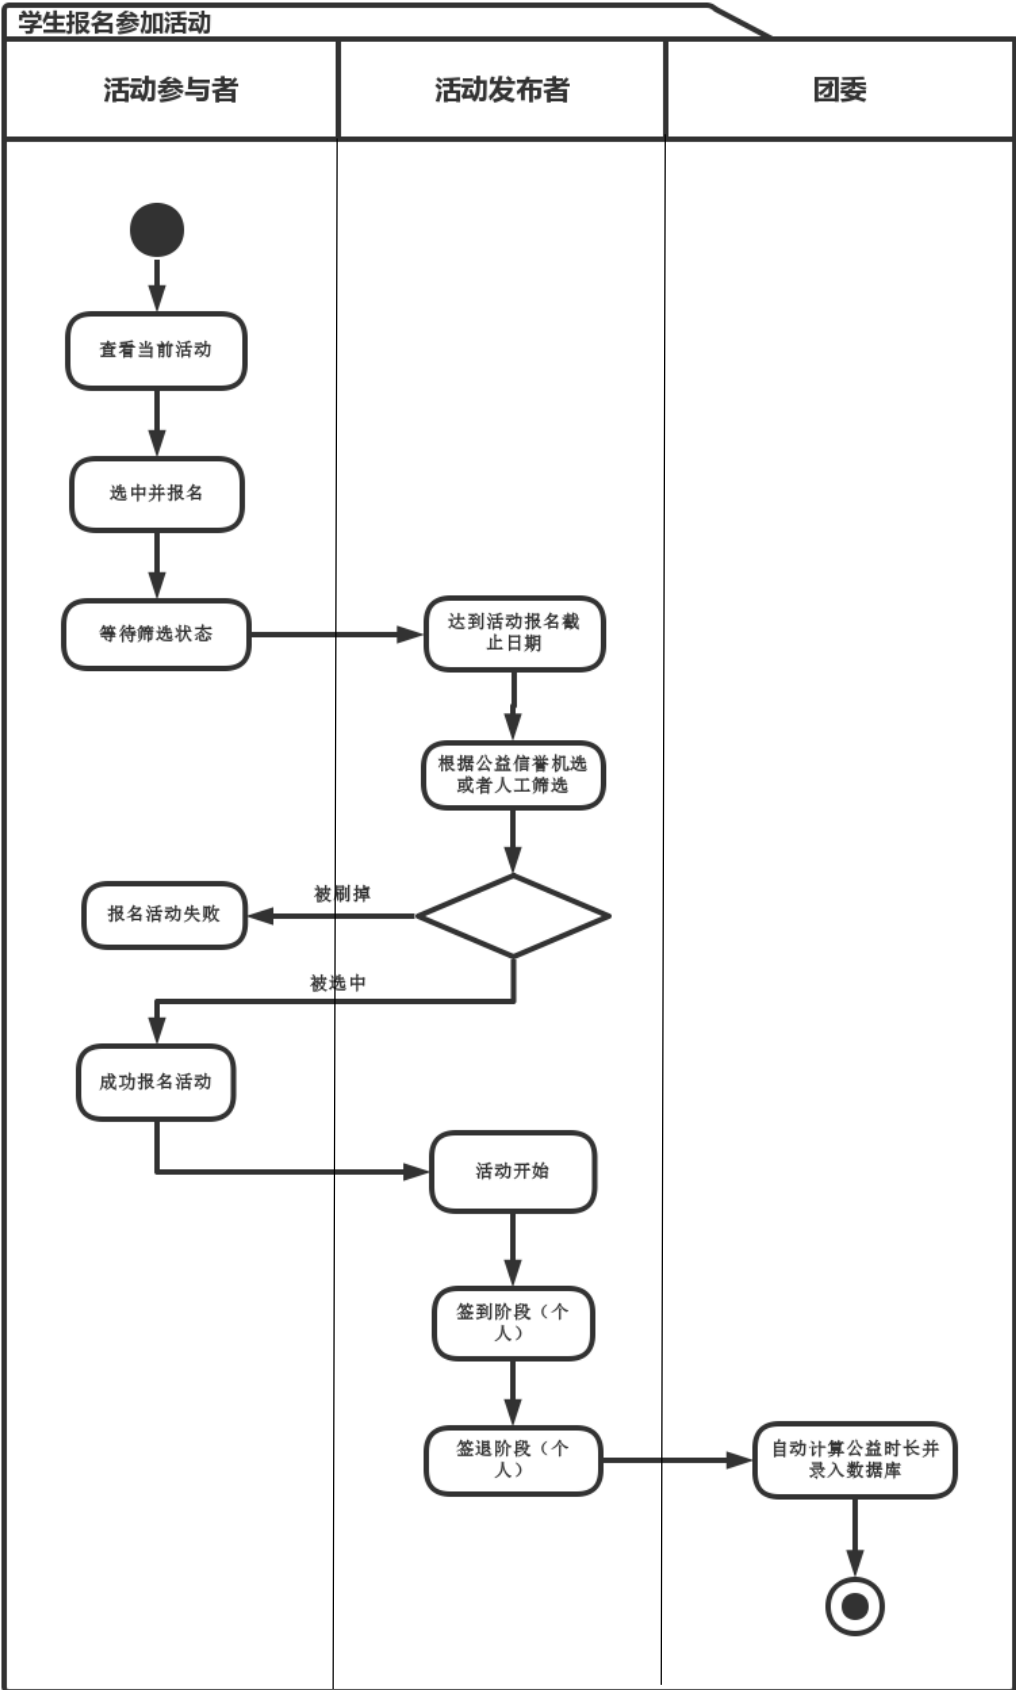 学生报名参加活动
活动参与者
活动发布者
团委
查看当前活动
选中并报名
等待筛选状态
达到活动报名截
止日期
根据公益信誉机选
或者人工筛选
被刷掉
报名活动失败
被选中
成功报名活动
活动开始
签到阶段（个
人）
签退阶段（个
人）
自动计算公益时长并
录入数据库